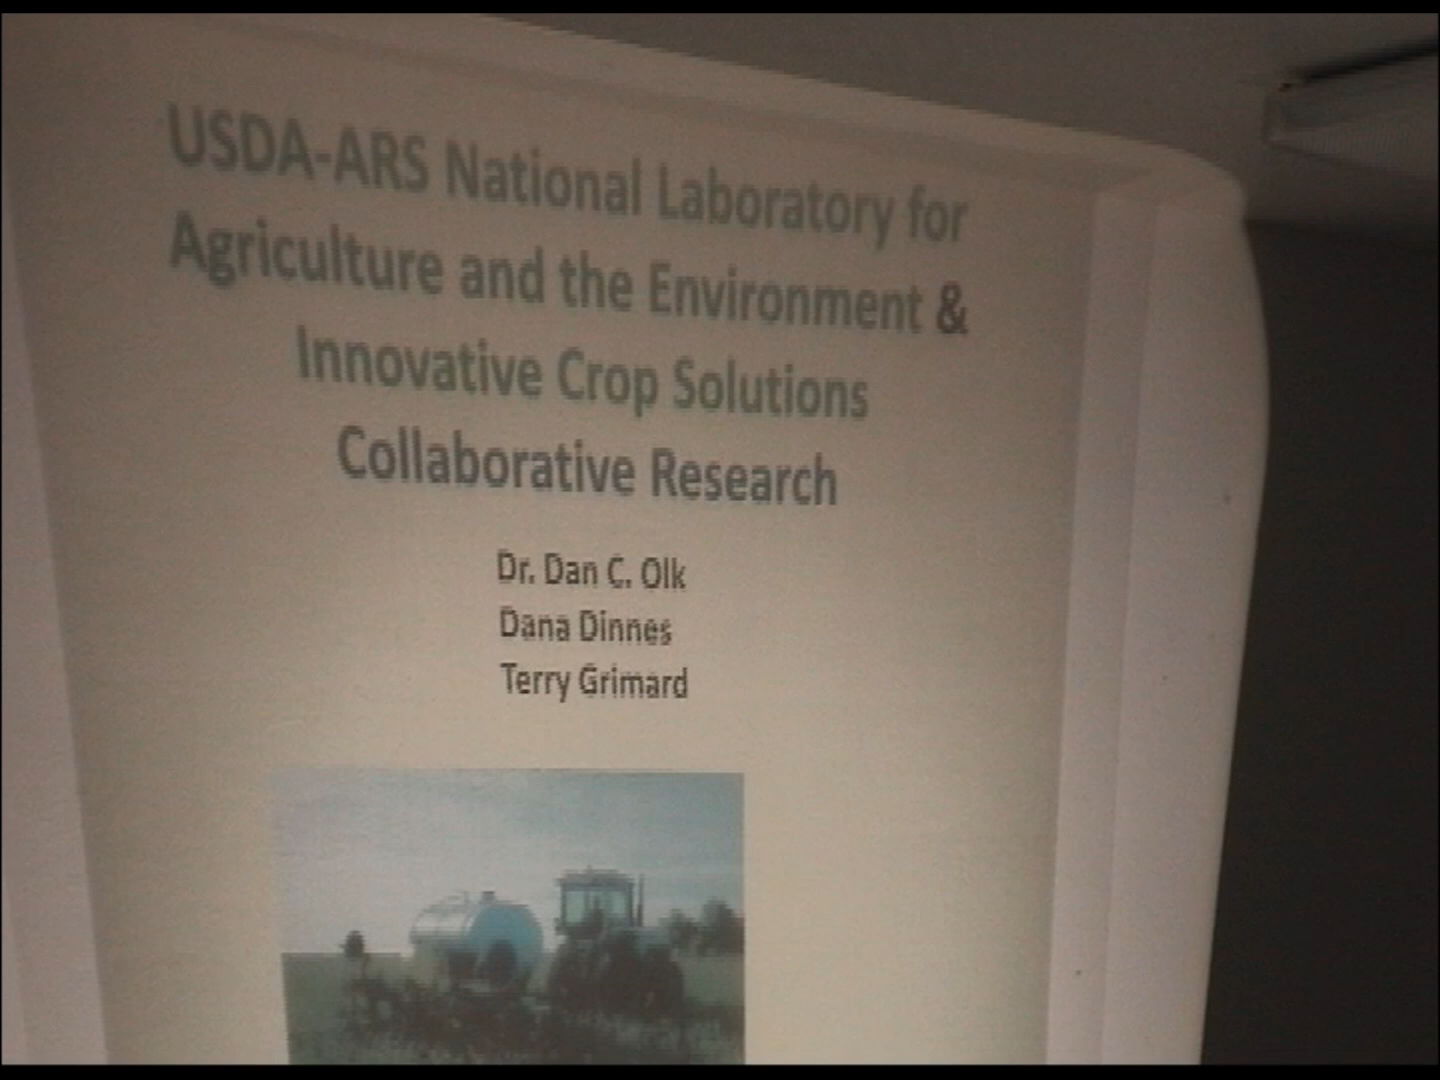 USDA-ARS National Laboratory for
Agriculture and the Environment &
Innovative Crop Solutions
Collaborative Research
Dr. Dan C. Olk
Dana Dinnes
Terry Grimard